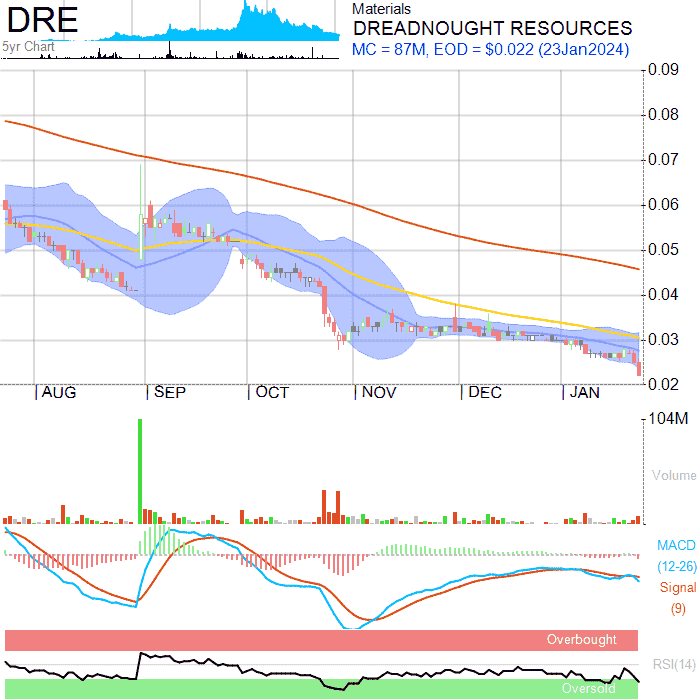 DRE
5yr Chart
Materials
DREADNOUGHT RESOURCES
MC = 87M, EOD = $0.022 (23Jan2024)
0.09
0.08
0.07
0.06
0.05
0.04
0.03
0.02
AUG SEP OCT NOV DEC JAN
104M
Volume
MACD
(12-26)
Signal
(9)
Overbought
RSI(14)
Oversold